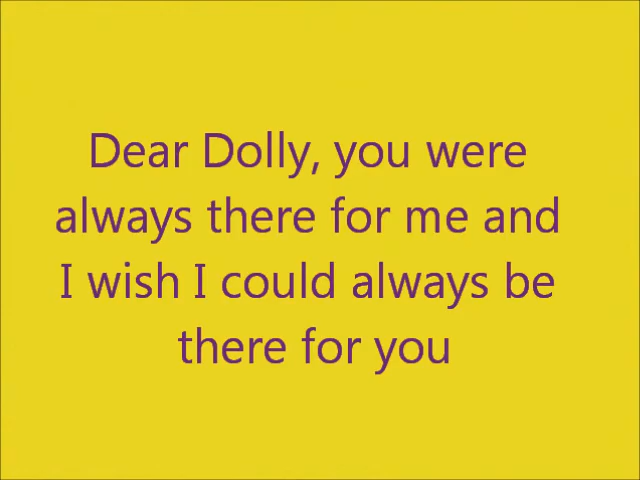 Dear Dolly, you were
always there for me and
I wish I could always be
there for you